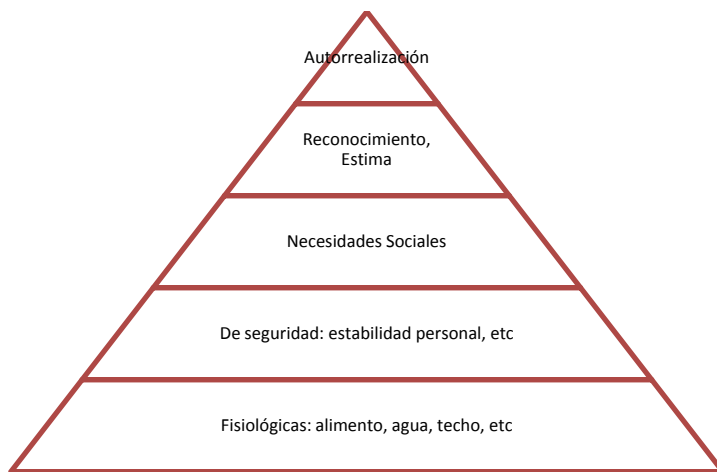 Autorrealización
Reconocimiento,
Estima
Necesidades Sociales
De seguridad: estabilidad personal, etc
Fisiológicas: alimento, agua, techo, etc